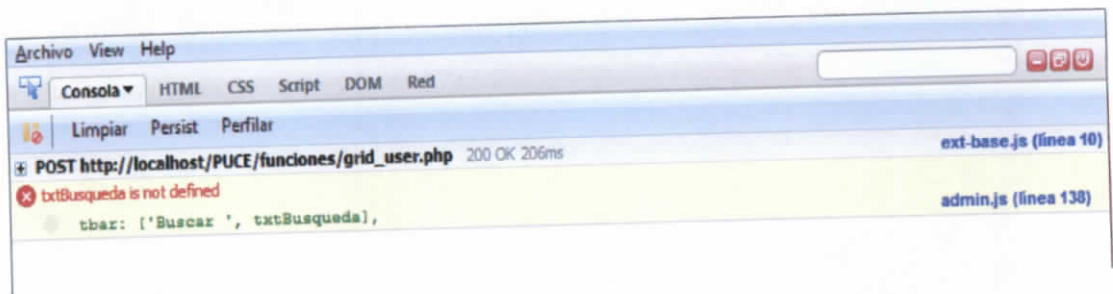 Archivo View Help
Consola HTML CSS Script DOM Red
Limpiar Persist Perfilar
POST http://localhost/PUCE/funciones/grid_user.php 200 OK 206ms ext-base.js (línea 10)
txtBusqueda is not defined
tbar: ['Buscar ', txtBusqueda], admin.js (línea 138)